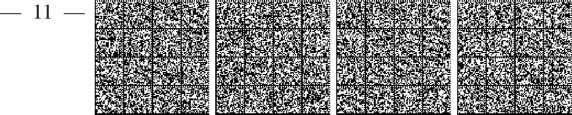 — 11 —